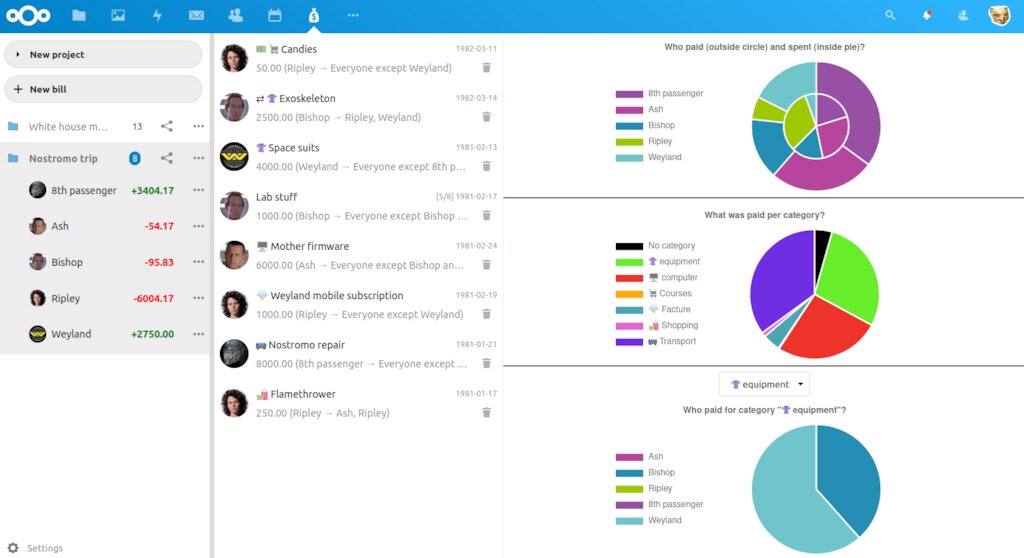 New project
New bill
White house m... 13
Nostromo trip 8
8th passenger +3404.17
Ash -54.17
Bishop -95.83
Ripley -6004.17
Weyland +2750.00
Settings
Candies 1982-03-11
50.00 (Ripley → Everyone except Weyland)
Exoskeleton 1982-03-14
2500.00 (Bishop → Ripley, Weyland)
Space suits 1981-02-13
4000.00 (Weyland → Everyone except 8th p ...
Lab stuff [5/8] 1981-02-17
1000.00 (Bishop → Everyone except Bishop ...
Mother firmware 1981-02-24
6000.00 (Ash → Everyone except Bishop an...
Weyland mobile subscription 1981-02-19
1000.00 (Ripley → Everyone except Weyland)
Nostromo repair 1981-01-21
8000.00 (8th passenger → Everyone except ...
Flamethrower 1981-01-17
250.00 (Ripley → Ash, Ripley)
Who paid (outside circle) and spent (inside pie)?
8th passenger
Ash
Bishop
Ripley
Weyland
What was paid per category?
No category
equipment
computer
Courses
Facture
Shopping
Transport
equipment
Who paid for category "👚 equipment"?
Ash
Bishop
Ripley
8th passenger
Weyland